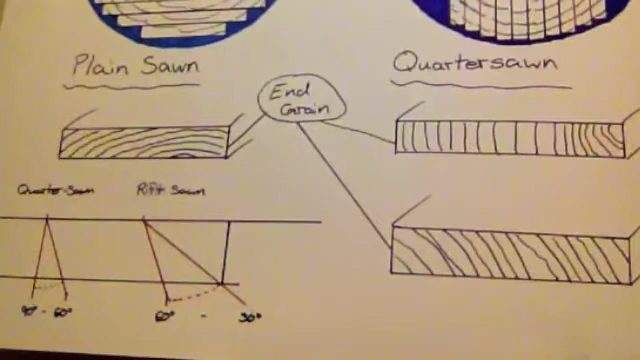 Plain Sawn
Quartersawn
End
Grain
Quarter Sawn
Rift Sawn
90° - 60°
60° - 30°